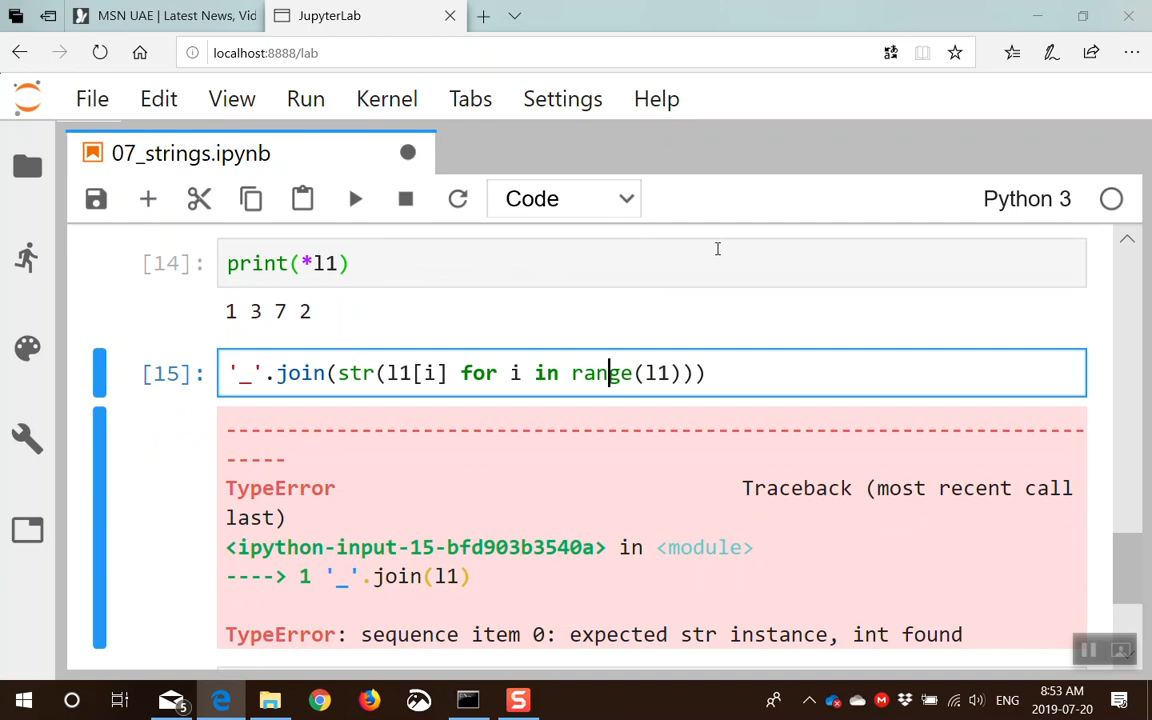 MSN UAE | Latest News, Vid
JupyterLab
localhost:8888/lab
File Edit View Run Kernel Tabs Settings Help
07_strings.ipynb
Code
Python 3
[14]: print(*l1)
1 3 7 2
[15]: '_'.join(str(l1[i] for i in range(l1)))
---------------------------------------------------------------------------
TypeError Traceback (most recent call
last)
<ipython-input-15-bfd903b3540a> in <module>
----> 1 '_'.join(l1)
TypeError: sequence item 0: expected str instance, int found
5
ENG
8:53 AM
2019-07-20